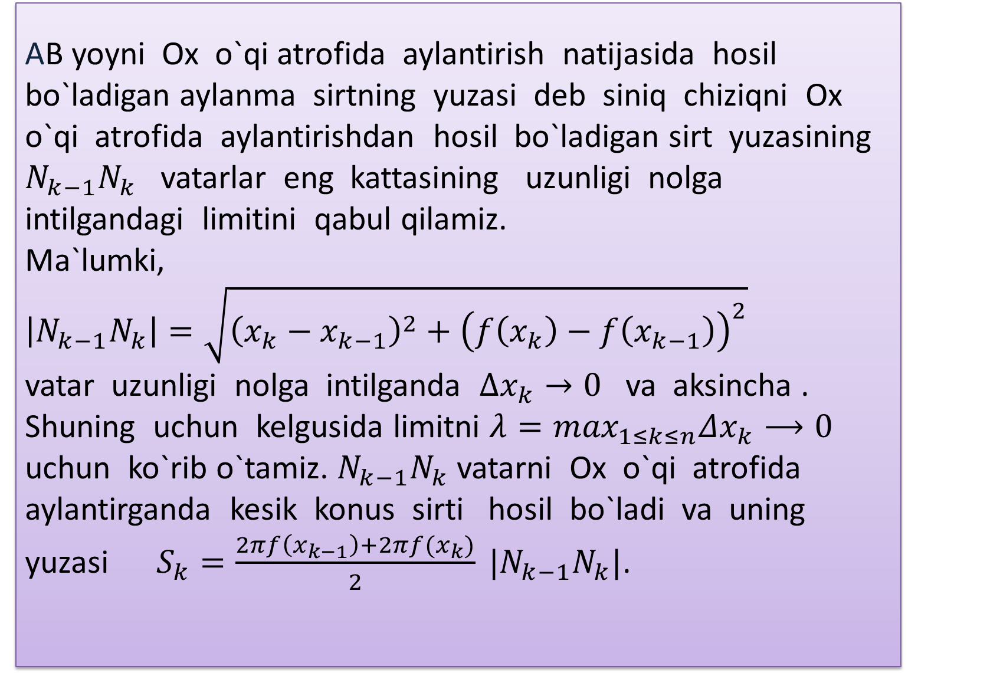 AB yoyni Ox o`qi atrofida aylantirish natijasida hosil
bo`ladigan aylanma sirtning yuzasi deb siniq chiziqni Ox
o`qi atrofida aylantirishdan hosil bo`ladigan sirt yuzasining
$N_{k-1}N_k$ vatarlar eng kattasining uzunligi nolga
intilgandagi limitini qabul qilamiz.
Ma`lumki,
$|N_{k-1}N_k| = \sqrt{(x_k - x_{k-1})^2 + (f(x_k) - f(x_{k-1}))^2}$
vatar uzunligi nolga intilganda $\Delta x_k \to 0$ va aksincha .
Shuning uchun kelgusida limitni $\lambda = max_{1 \le k \le n} \Delta x_k \longrightarrow 0$
uchun ko`rib o`tamiz. $N_{k-1}N_k$ vatarni Ox o`qi atrofida
aylantirganda kesik konus sirti hosil bo`ladi va uning
yuzasi $S_k = \frac{2\pi f(x_{k-1}) + 2\pi f(x_k)}{2} |N_{k-1}N_k|.$